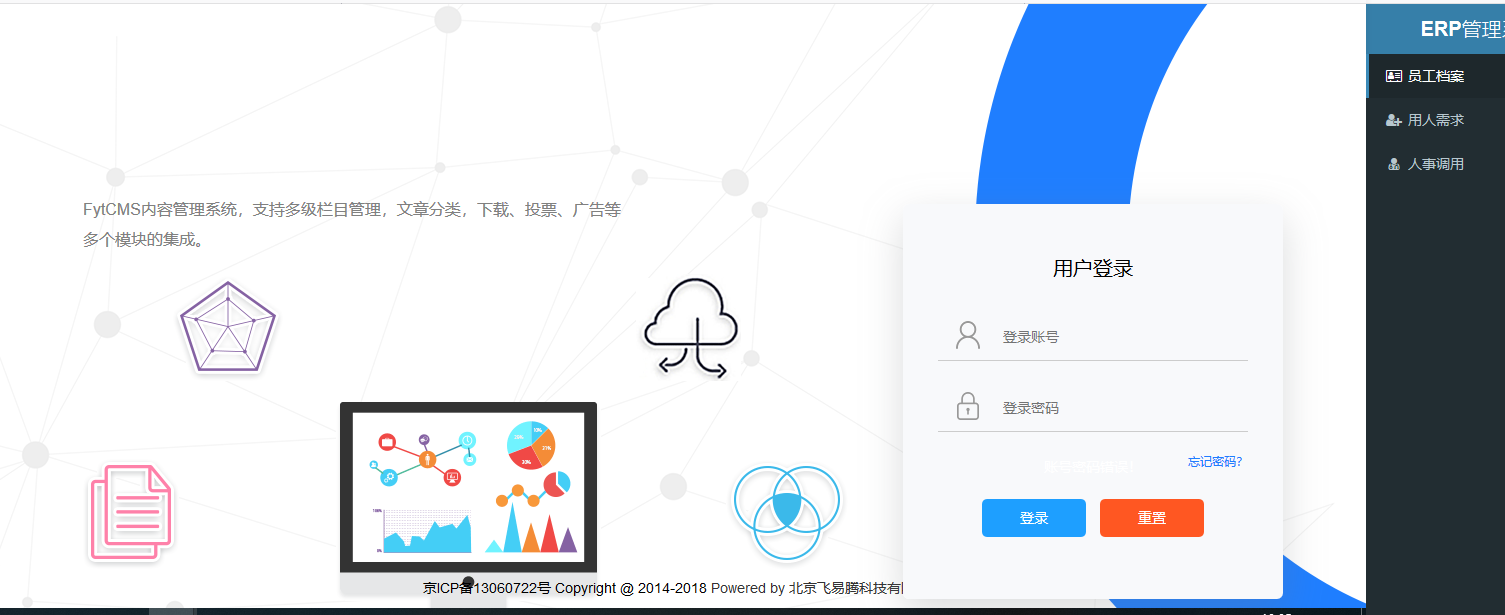 FytCMS内容管理系统，支持多级栏目管理，文章分类，下载、投票、广告等
多个模块的集成。
用户登录
登录账号
登录密码
忘记密码?
登录
重置
京ICP备13060722号 Copyright @ 2014-2018 Powered by 北京飞易腾科技有
ERP管理
员工档案
用人需求
人事调用